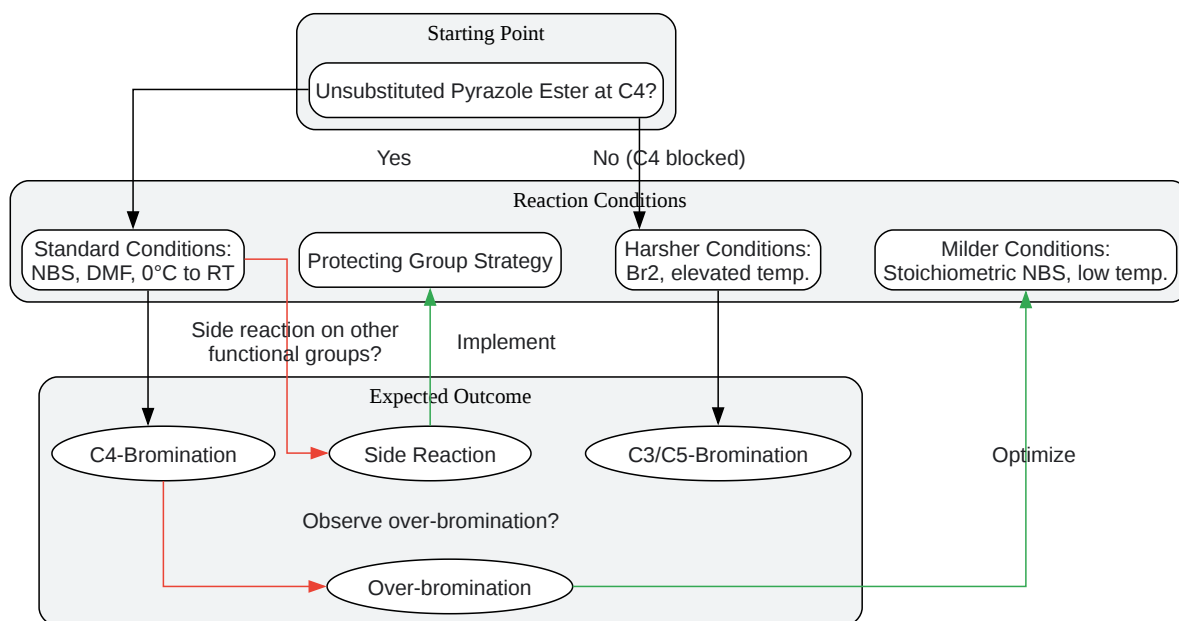 Starting Point
Unsubstituted Pyrazole Ester at C4?
Yes
No (C4 blocked)
Reaction Conditions
Standard Conditions:
NBS, DMF, 0°C to RT
Protecting Group Strategy
Harsher Conditions:
Br2, elevated temp.
Milder Conditions:
Stoichiometric NBS, low temp.
Side reaction on other
functional groups?
Implement
Expected Outcome
C4-Bromination
Side Reaction
C3/C5-Bromination
Optimize
Observe over-bromination?
Over-bromination